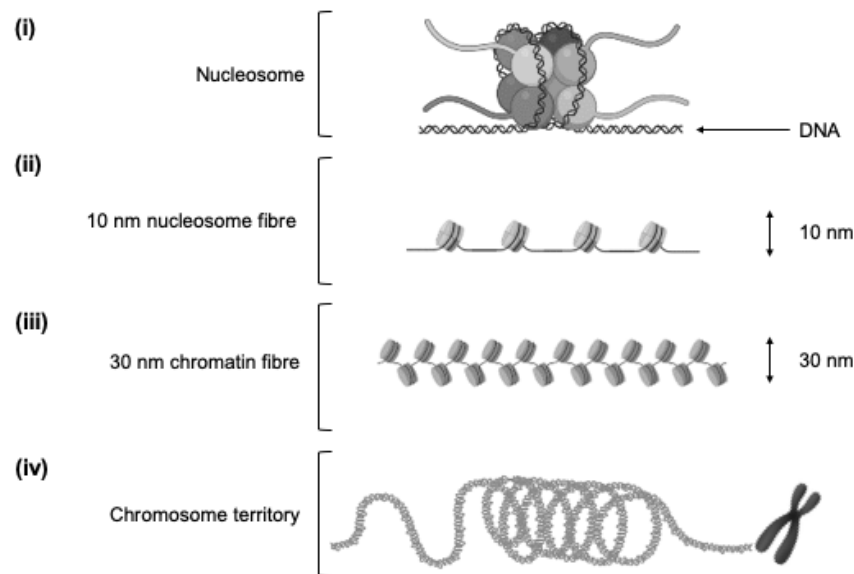 (i)
Nucleosome
DNA
(ii)
10 nm nucleosome fibre
10 nm
(iii)
30 nm chromatin fibre
30 nm
(iv)
Chromosome territory